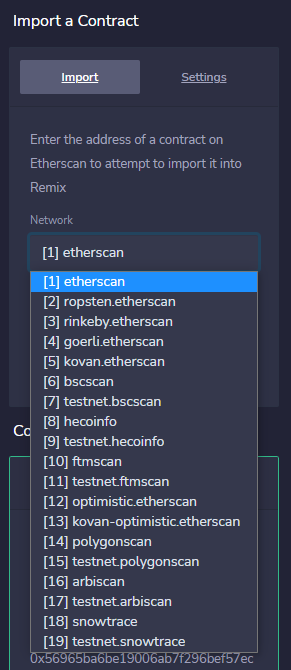 Import a Contract
Import
Settings
Enter the address of a contract on
Etherscan to attempt to import it into
Remix
Network
[1] etherscan
[1] etherscan
[2] ropsten.etherscan
[3] rinkeby.etherscan
[4] goerli.etherscan
[5] kovan.etherscan
[6] bscscan
[7] testnet.bscscan
[8] hecoinfo
[9] testnet.hecoinfo
[10] ftmscan
[11] testnet.ftmscan
[12] optimistic.etherscan
[13] kovan-optimistic.etherscan
[14] polygonscan
[15] testnet.polygonscan
[16] arbiscan
[17] testnet.arbiscan
[18] snowtrace
[19] testnet.snowtrace
0x56965ba6be19006ab7f296bef57ec